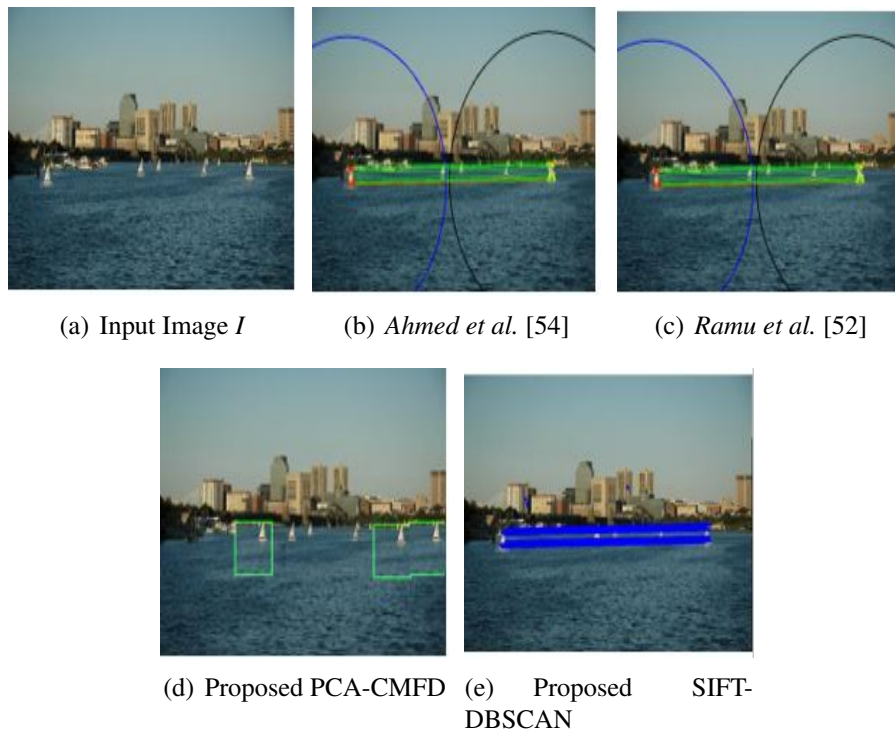 (a) Input Image I
(b) Ahmed et al. [54]
(c) Ramu et al. [52]
(d) Proposed PCA-CMFD
(e) Proposed SIFT-
DBSCAN